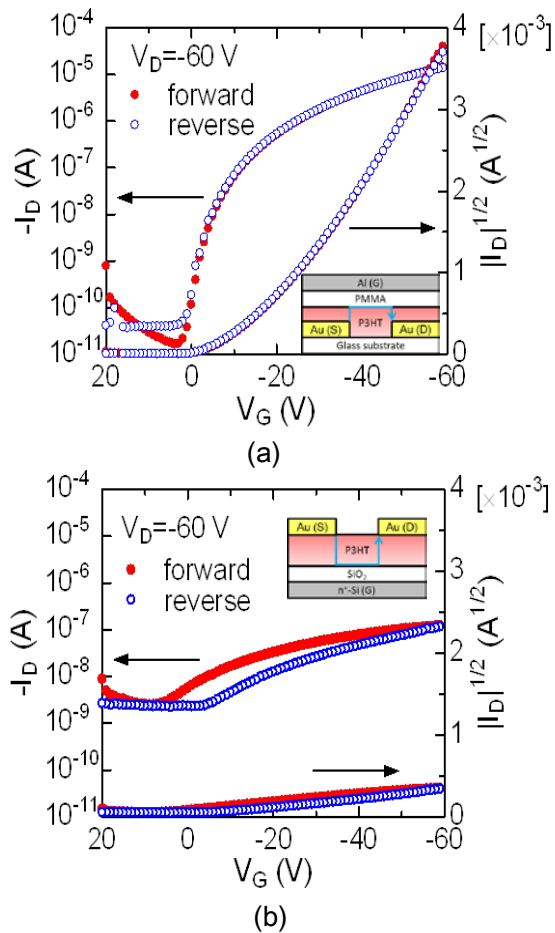 10⁻⁴
10⁻⁵
10⁻⁶
10⁻⁷
10⁻⁸
10⁻⁹
10⁻¹⁰
10⁻¹¹
-I_D (A)
V_D=-60 V
forward
reverse
4
3
2
1
0
[×10⁻³]
|I_D|^1/2 (A^1/2)
Al (G)
PMMA
Au (S) P3HT Au (D)
Glass substrate
20 0 -20 -40 -60
V_G (V)
(a)
10⁻⁴
10⁻⁵
10⁻⁶
10⁻⁷
10⁻⁸
10⁻⁹
10⁻¹⁰
10⁻¹¹
-I_D (A)
V_D=-60 V
forward
reverse
4
3
2
1
0
[×10⁻³]
|I_D|^1/2 (A^1/2)
Au (S) Au (D)
P3HT
SiO₂
n⁺-Si (G)
20 0 -20 -40 -60
V_G (V)
(b)